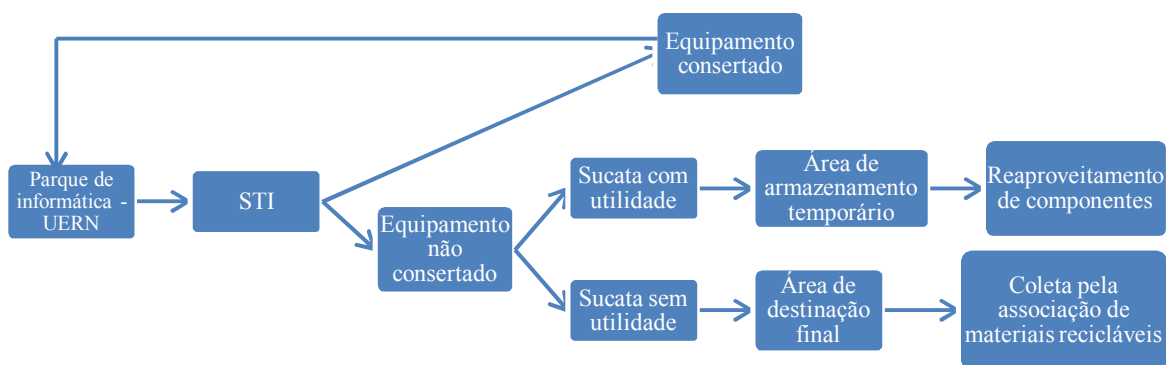 Equipamento
consertado
Parque de
informática -
UERN
STI
Equipamento
não
consertado
Sucata com
utilidade
Área de
armazenamento
temporário
Reaproveitamento
de componentes
Sucata sem
utilidade
Área de
destinação
final
Coleta pela
associação de
materiais recicláveis